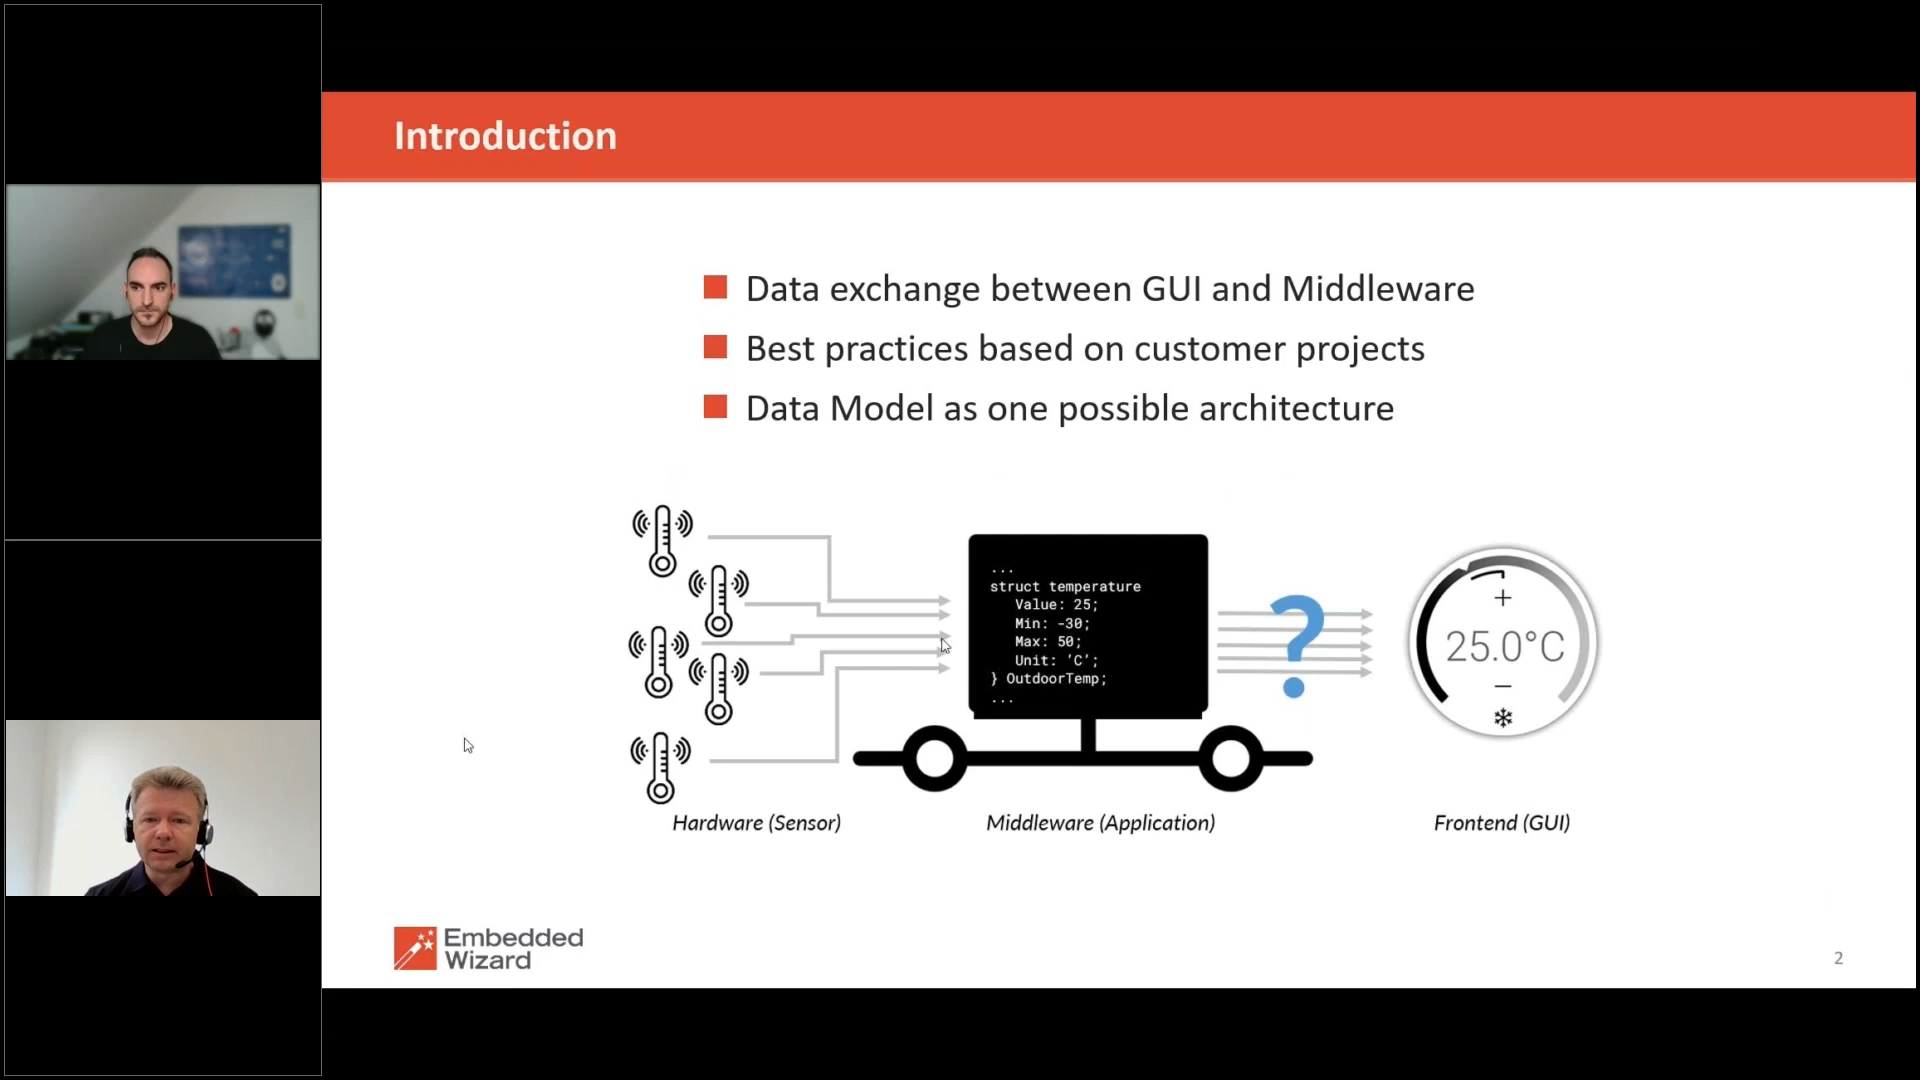 Introduction
Data exchange between GUI and Middleware
Best practices based on customer projects
Data Model as one possible architecture
...
struct temperature
Value: 25;
Min: -30;
Max: 50;
Unit: 'C';
} OutdoorTemp;
...
?
+
25.0°C
−
Hardware (Sensor)
Middleware (Application)
Frontend (GUI)
Embedded
Wizard
2